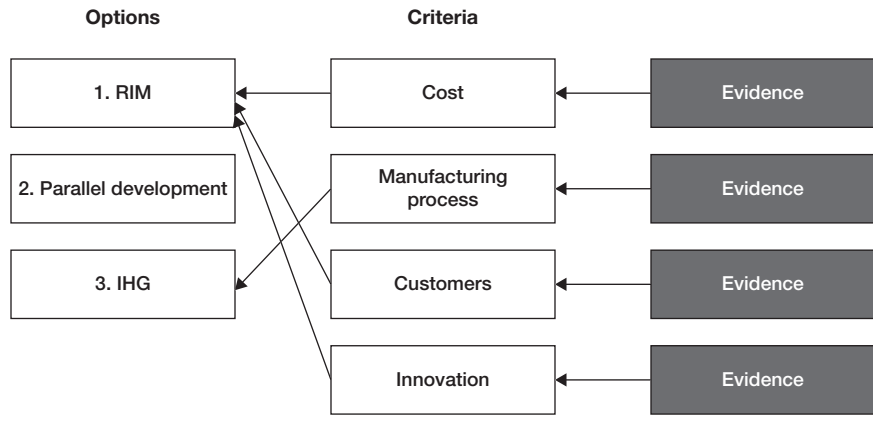 Options
Criteria
1. RIM
Cost
Evidence
2. Parallel development
Manufacturing
process
Evidence
3. IHG
Customers
Evidence
Innovation
Evidence